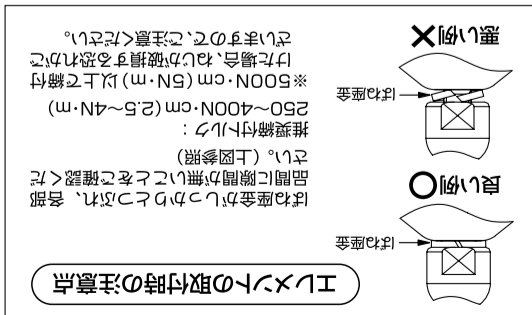 エレメントの取付時の注意点
ばね座金
良い例○
ばね座金
悪い例×
ばね座金がしっかりとつぶれ、各部
品間に隙間が無いことをご確認くだ
さい。(上図参照)
推奨締付トルク：
250～400N・cm(2.5～4N・m)
※500N・cm(5N・m)以上で締付
けた場合、ねじが破損する恐れがご
ざいますので、ご注意ください。